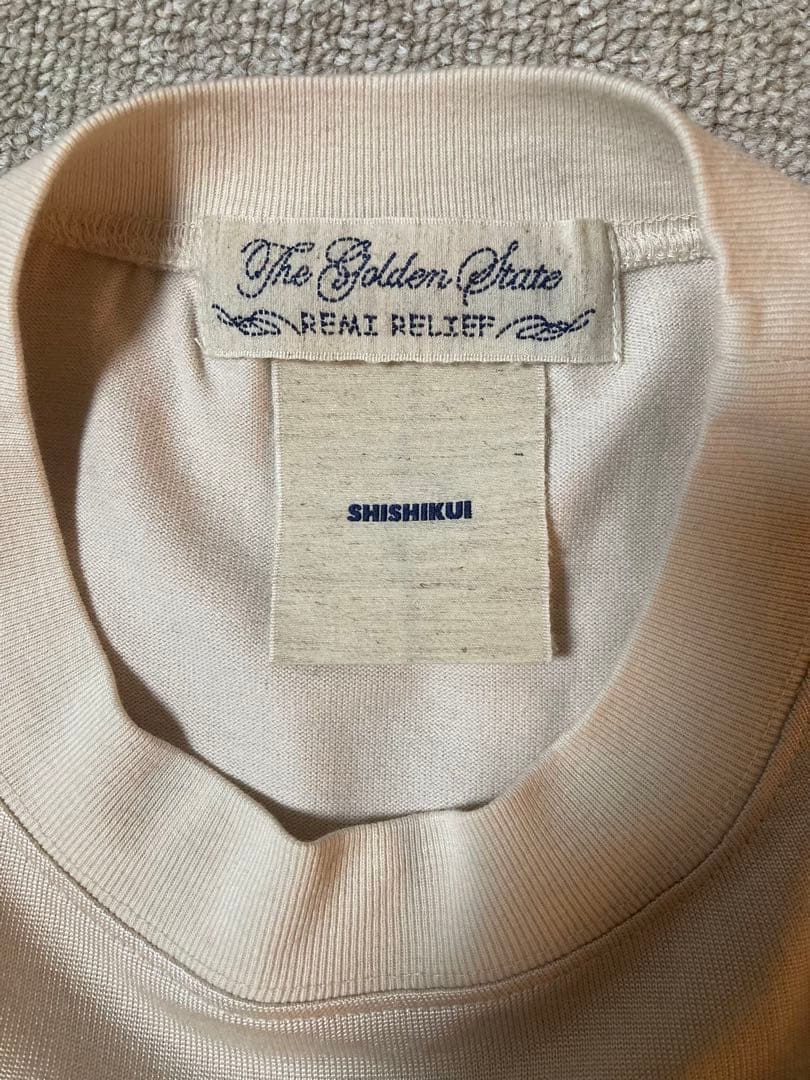 The Golden State
REMI RELIEF
SHISHIKUI